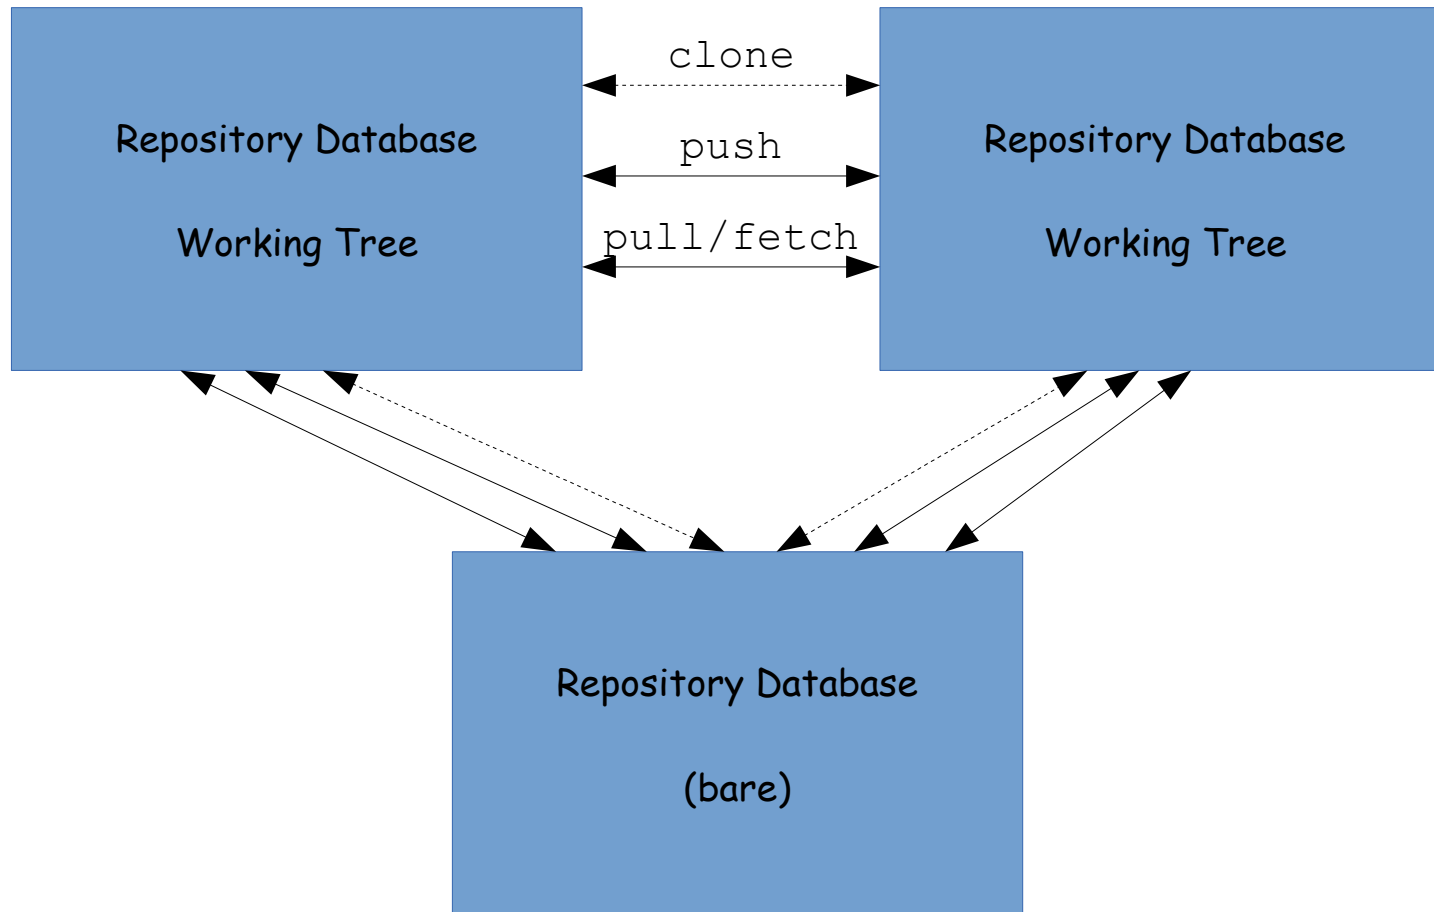 Repository Database
Working Tree
clone
push
pull/fetch
Repository Database
Working Tree
Repository Database
(bare)